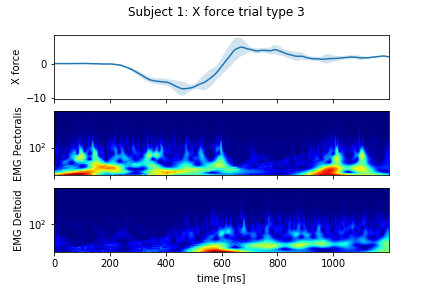 Subject 1: X force trial type 3
X force
0
−10
EMG Pectoralis
10²
EMG Deltoid
10²
0 200 400 600 800 1000
time [ms]